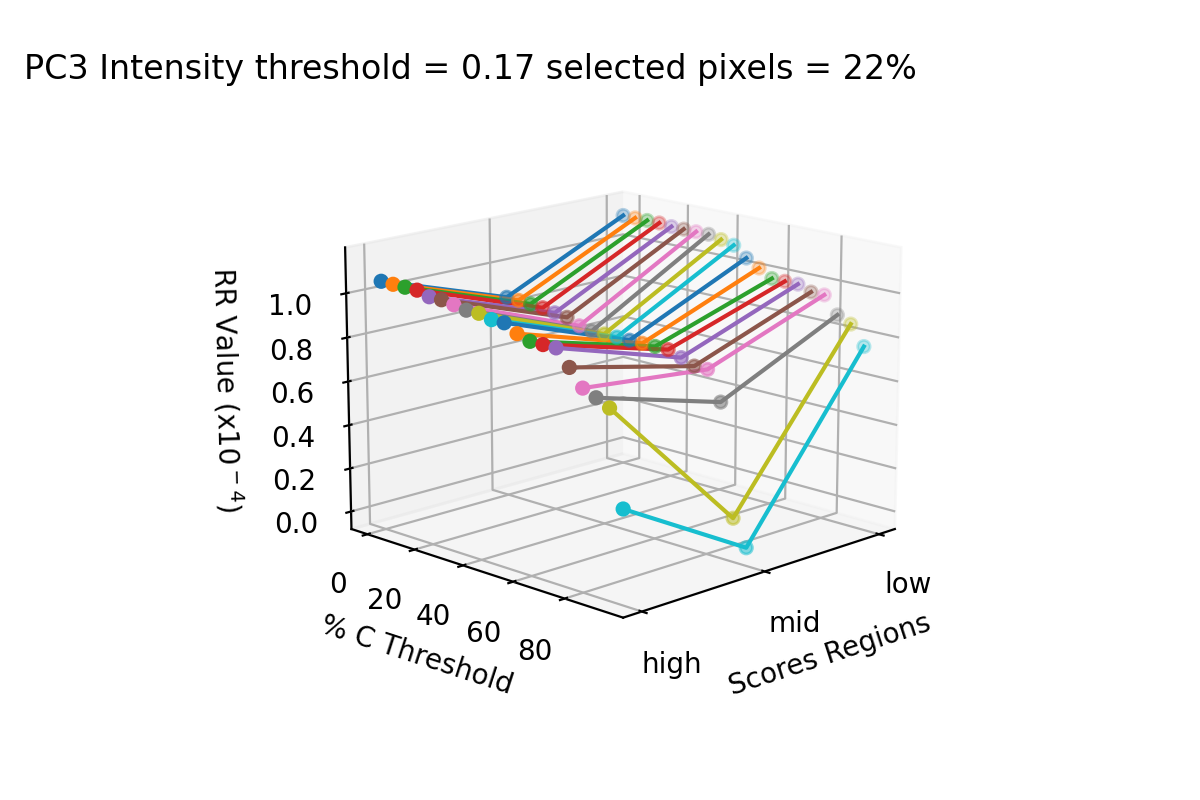 PC3 Intensity threshold = 0.17 selected pixels = 22%
RR Value (x10⁻⁴)
1.0
0.8
0.6
0.4
0.2
0.0
0
20
40
60
80
% C Threshold
high
mid
low
Scores Regions